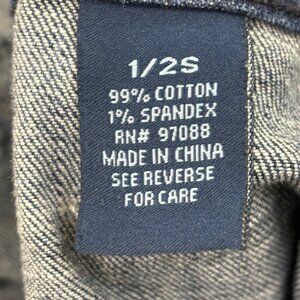 1/2S
99% COTTON
1% SPANDEX
RN# 97088
MADE IN CHINA
SEE REVERSE
FOR CARE